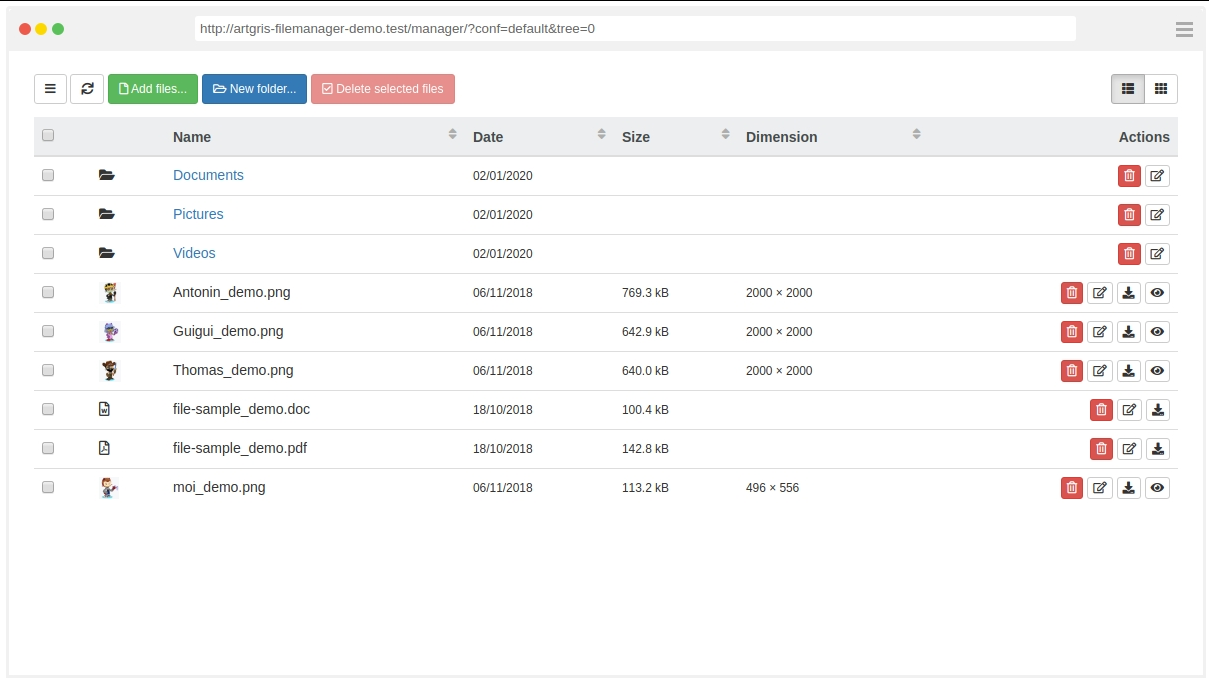 http://artgris-filemanager-demo.test/manager/?conf=default&tree=0
Add files... New folder... Delete selected files
Name Date Size Dimension Actions
Documents 02/01/2020
Pictures 02/01/2020
Videos 02/01/2020
Antonin_demo.png 06/11/2018 769.3 kB 2000 × 2000
Guigui_demo.png 06/11/2018 642.9 kB 2000 × 2000
Thomas_demo.png 06/11/2018 640.0 kB 2000 × 2000
file-sample_demo.doc 18/10/2018 100.4 kB
file-sample_demo.pdf 18/10/2018 142.8 kB
moi_demo.png 06/11/2018 113.2 kB 496 × 556